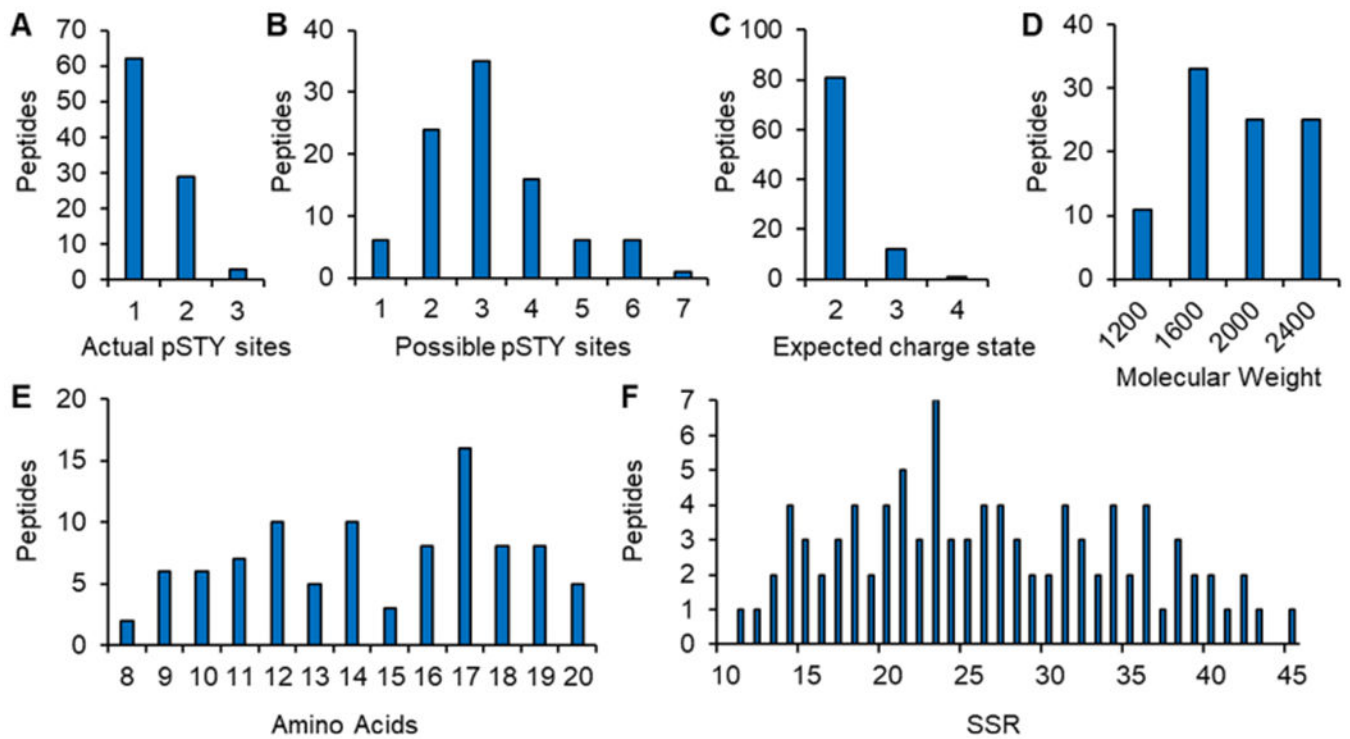 A
70
60
50
40
30
20
10
0
Peptides
1 2 3
Actual pSTY sites
B
40
30
20
10
0
Peptides
1 2 3 4 5 6 7
Possible pSTY sites
C
100
80
60
40
20
0
Peptides
2 3 4
Expected charge state
D
40
30
20
10
0
Peptides
1200 1600 2000 2400
Molecular Weight
E
20
15
10
5
0
Peptides
8 9 10 11 12 13 14 15 16 17 18 19 20
Amino Acids
F
7
6
5
4
3
2
1
0
Peptides
10 15 20 25 30 35 40 45
SSR